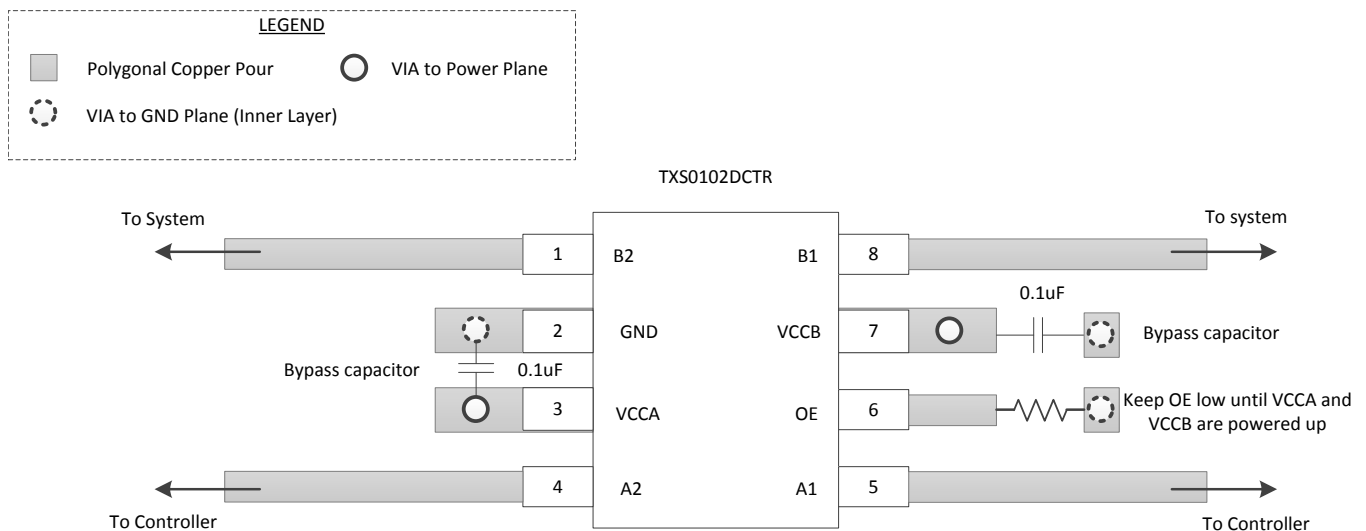 LEGEND
Polygonal Copper Pour
VIA to Power Plane
VIA to GND Plane (Inner Layer)
TXS0102DCTR
To System
To system
1
B2
B1
8
0.1uF
2
GND
VCCB
7
Bypass capacitor
Bypass capacitor
0.1uF
3
VCCA
OE
6
Keep OE low until VCCA and
VCCB are powered up
4
A2
A1
5
To Controller
To Controller